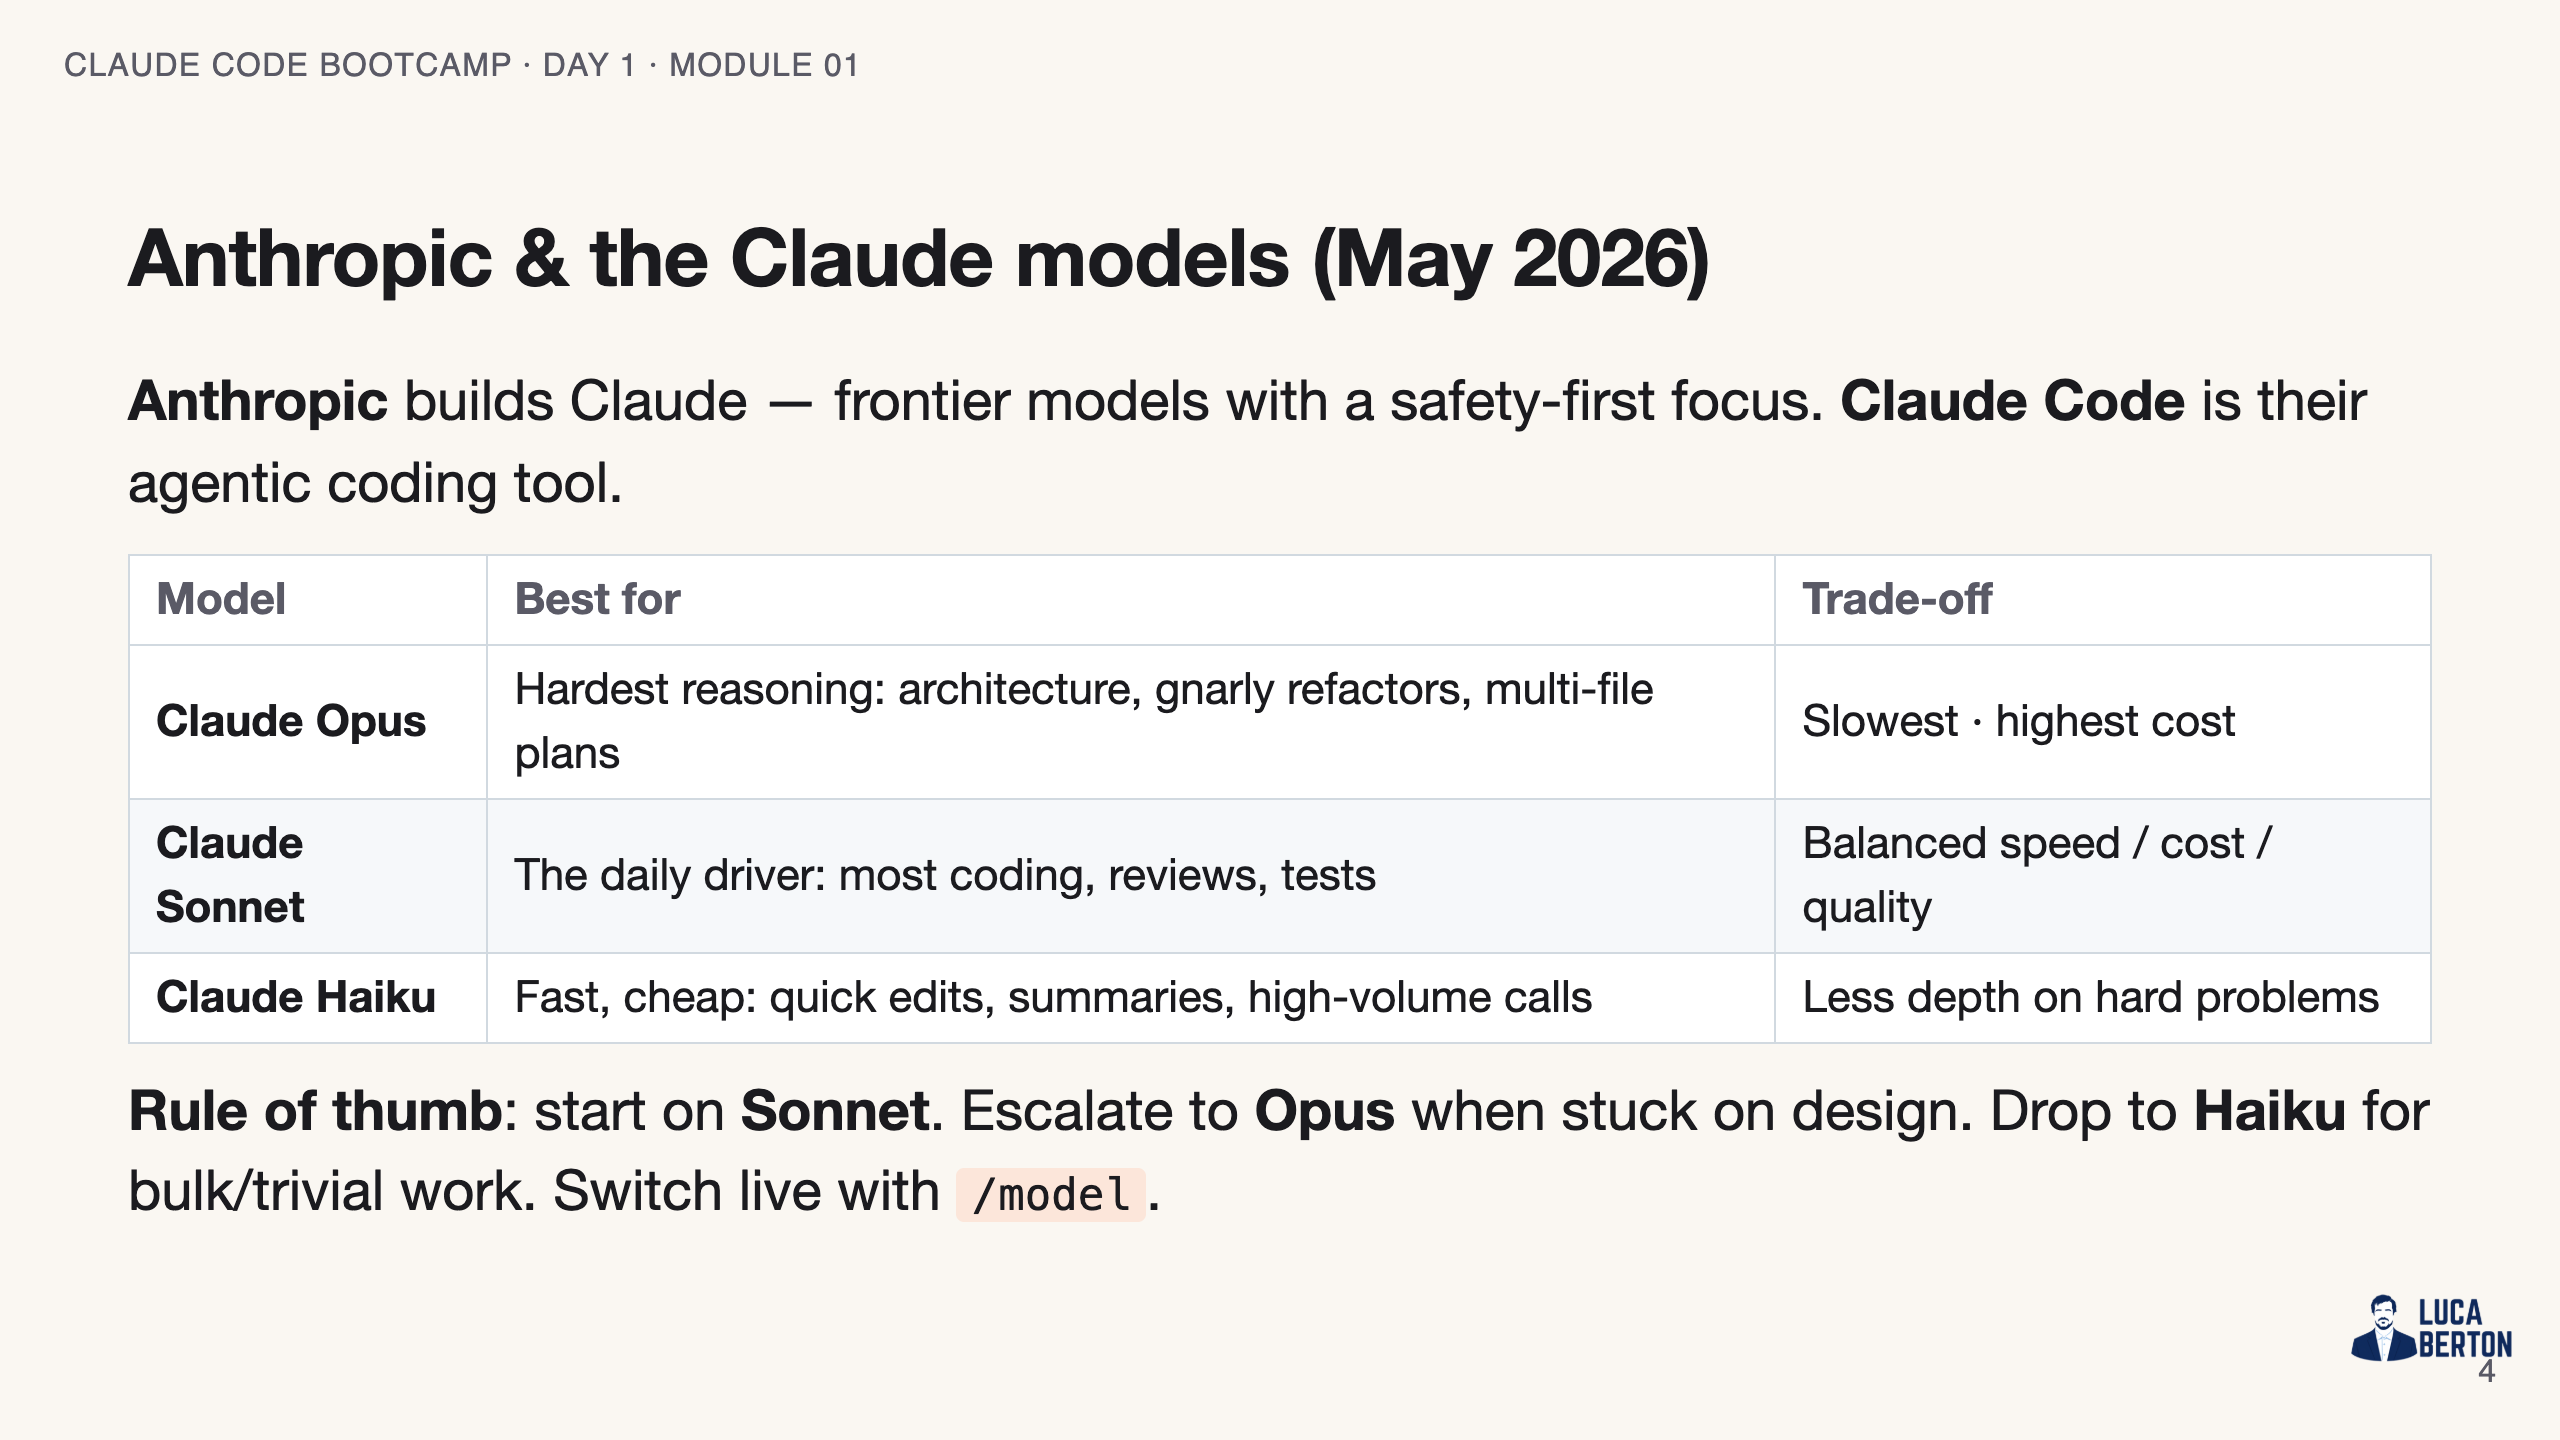 CLAUDE CODE BOOTCAMP · DAY 1 · MODULE 01
Anthropic & the Claude models (May 2026)
Anthropic builds Claude — frontier models with a safety-first focus. Claude Code is their
agentic coding tool.
Model Best for Trade-off
Claude Opus Hardest reasoning: architecture, gnarly refactors, multi-file
plans Slowest · highest cost
Claude
Sonnet The daily driver: most coding, reviews, tests Balanced speed / cost /
quality
Claude Haiku Fast, cheap: quick edits, summaries, high-volume calls Less depth on hard problems
Rule of thumb: start on Sonnet. Escalate to Opus when stuck on design. Drop to Haiku for
bulk/trivial work. Switch live with /model.
LUCA
BERTON
4